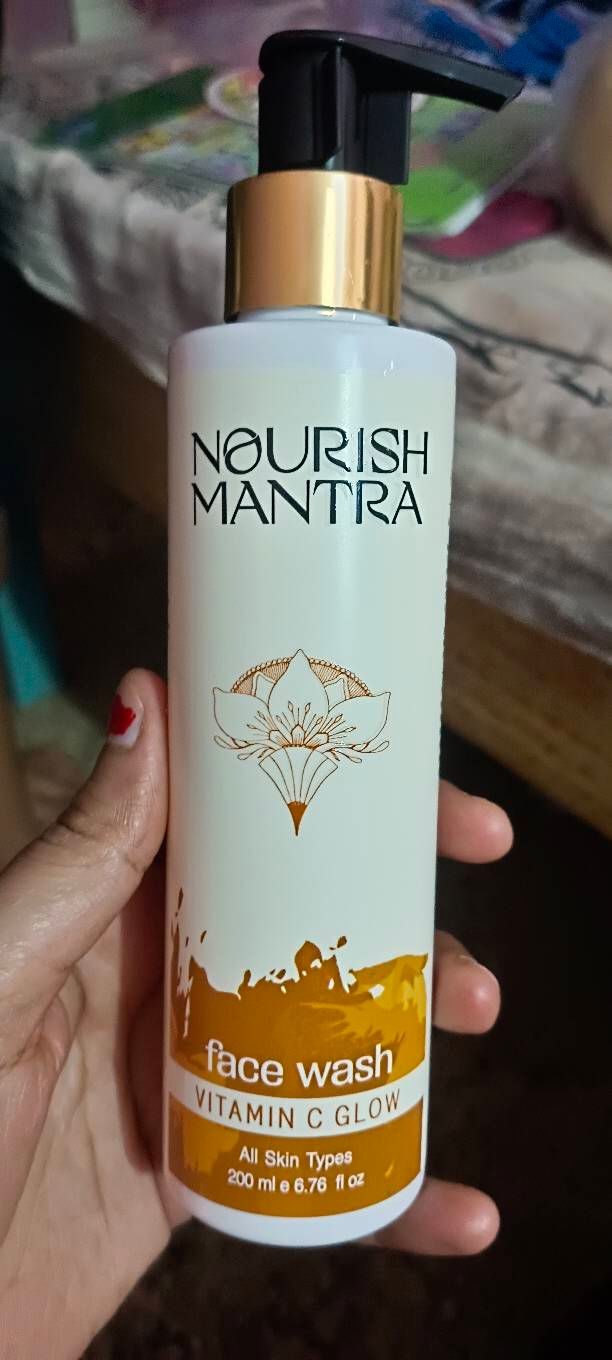 NOURISH
MANTRA
face wash
VITAMIN C GLOW
All Skin Types
200 ml e 6.76 fl oz